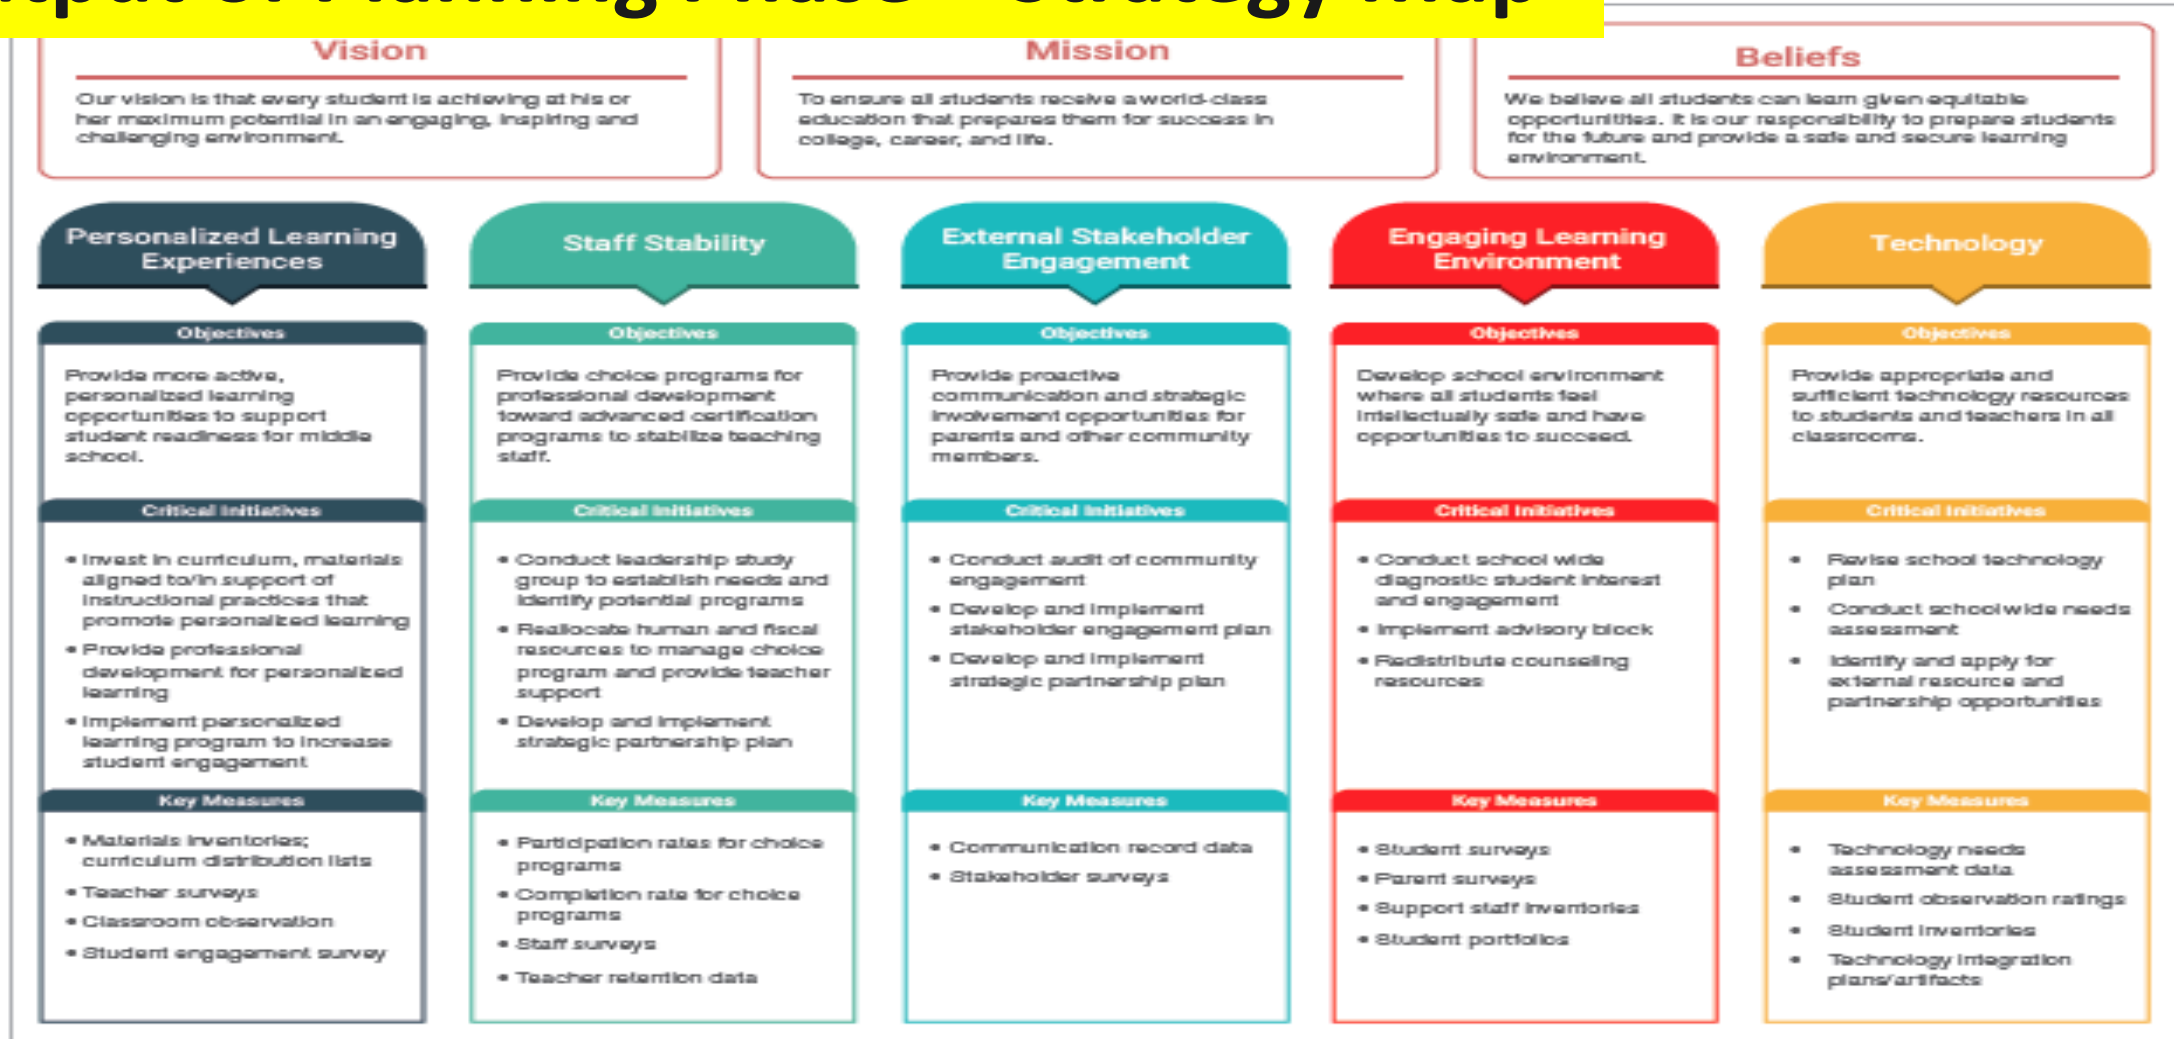 of Planning Phase - Strategy Map
Vision
Our vision is that every student is achieving at his or
her maximum potential in an engaging, inspiring and
challenging environment.
Mission
To ensure all students receive a world-class
education that prepares them for success in
college, career, and life.
Beliefs
We believe all students can learn given equitable
opportunities. It is our responsibility to prepare students
for the future and provide a safe and secure learning
environment.
Personalized Learning
Experiences
Objectives
Provide more active,
personalized learning
opportunities to support
student readiness for middle
school.
Critical Initiatives
• Invest in curriculum, materials
aligned to/in support of
instructional practices that
promote personalized learning
• Provide professional
development for personalized
learning
• Implement personalized
learning program to increase
student engagement
Key Measures
• Materials inventories;
curriculum distribution lists
• Teacher surveys
• Classroom observation
• Student engagement survey
Staff Stability
Objectives
Provide choice programs for
professional development
toward advanced certification
programs to stabilize teaching
staff.
Critical Initiatives
• Conduct leadership study
group to establish needs and
identify potential programs
• Reallocate human and fiscal
resources to manage choice
program and provide teacher
support
• Develop and implement
strategic partnership plan
Key Measures
• Participation rates for choice
programs
• Completion rate for choice
programs
• Staff surveys
• Teacher retention data
External Stakeholder
Engagement
Objectives
Provide proactive
communication and strategic
involvement opportunities for
parents and other community
members.
Critical Initiatives
• Conduct audit of community
engagement
• Develop and implement
stakeholder engagement plan
• Develop and implement
strategic partnership plan
Key Measures
• Communication record data
• Stakeholder surveys
Engaging Learning
Environment
Objectives
Develop school environment
where all students feel
intellectually safe and have
opportunities to succeed.
Critical Initiatives
• Conduct school wide
diagnostic student interest
and engagement
• Implement advisory block
• Redistribute counseling
resources
Key Measures
• Student surveys
• Parent surveys
• Support staff inventories
• Student portfolios
Technology
Objectives
Provide appropriate and
sufficient technology resources
to students and teachers in all
classrooms.
Critical Initiatives
• Revise school technology
plan
• Conduct schoolwide needs
assessment
• Identify and apply for
external resource and
partnership opportunities
Key Measures
• Technology needs
assessment data
• Student observation ratings
• Student inventories
• Technology integration
plans/artifacts